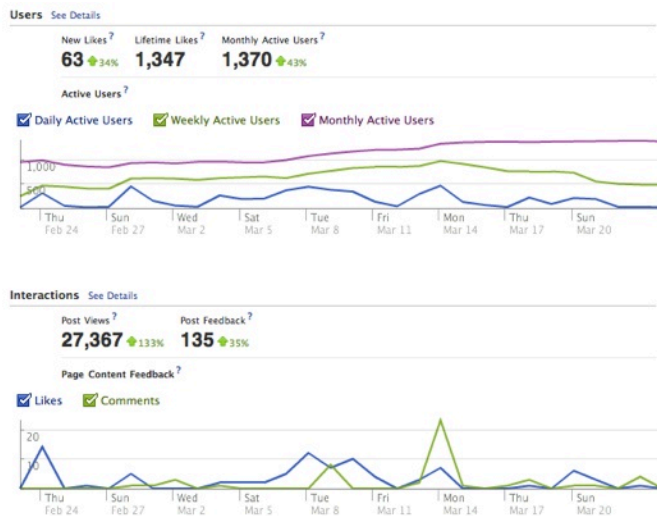 Users See Details
New Likes ? Lifetime Likes ? Monthly Active Users ?
63 34% 1,347 1,370 43%
Active Users ?
Daily Active Users Weekly Active Users Monthly Active Users
1,000
500
Thu Sun Wed Sat Tue Fri Mon Thu Sun
Feb 24 Feb 27 Mar 2 Mar 5 Mar 8 Mar 11 Mar 14 Mar 17 Mar 20
Interactions See Details
Post Views ? Post Feedback ?
27,367 133% 135 35%
Page Content Feedback ?
Likes Comments
20
10
Thu Sun Wed Sat Tue Fri Mon Thu Sun
Feb 24 Feb 27 Mar 2 Mar 5 Mar 8 Mar 11 Mar 14 Mar 17 Mar 20